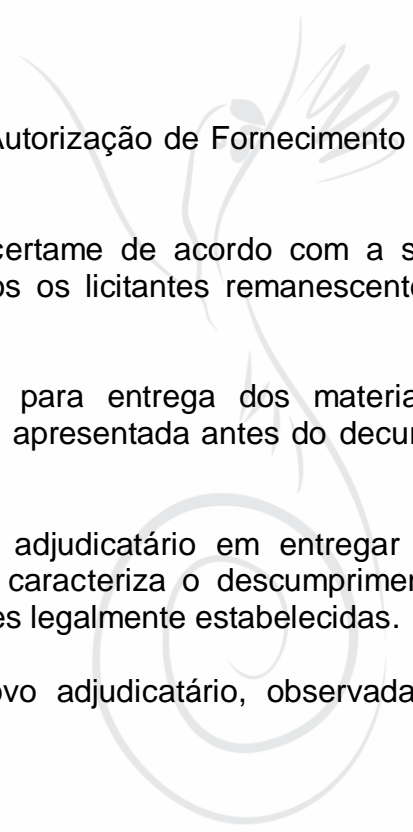 Autorização de Fornecimento
certame de acordo com a s
os os licitantes remanescente
para entrega dos materia
apresentada antes do decur
adjudicatário em entregar
caracteriza o descumprimen
es legalmente estabelecidas.
ovo adjudicatário, observada